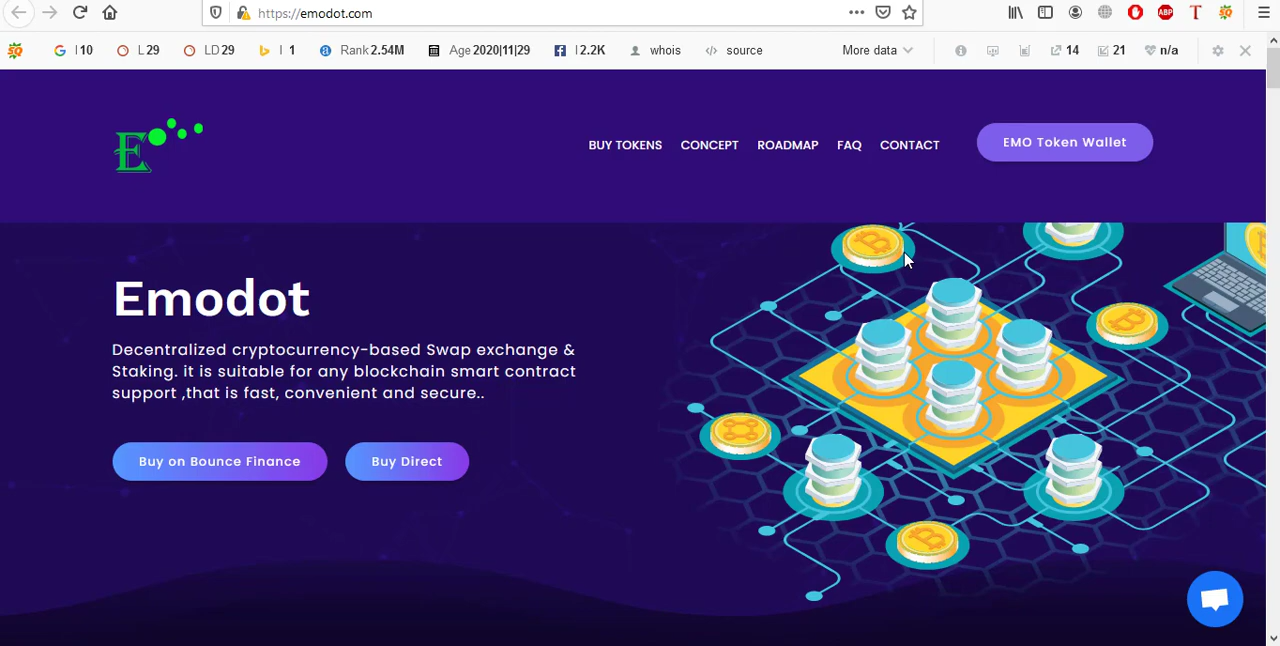 https://emodot.com
I 10
L 29
LD 29
I 1
Rank 2.54M
Age 2020|11|29
I 2.2K
whois
source
More data
14
21
n/a
E
BUY TOKENS
CONCEPT
ROADMAP
FAQ
CONTACT
EMO Token Wallet
Emodot
Decentralized cryptocurrency-based Swap exchange &
Staking. it is suitable for any blockchain smart contract
support ,that is fast, convenient and secure..
Buy on Bounce Finance
Buy Direct